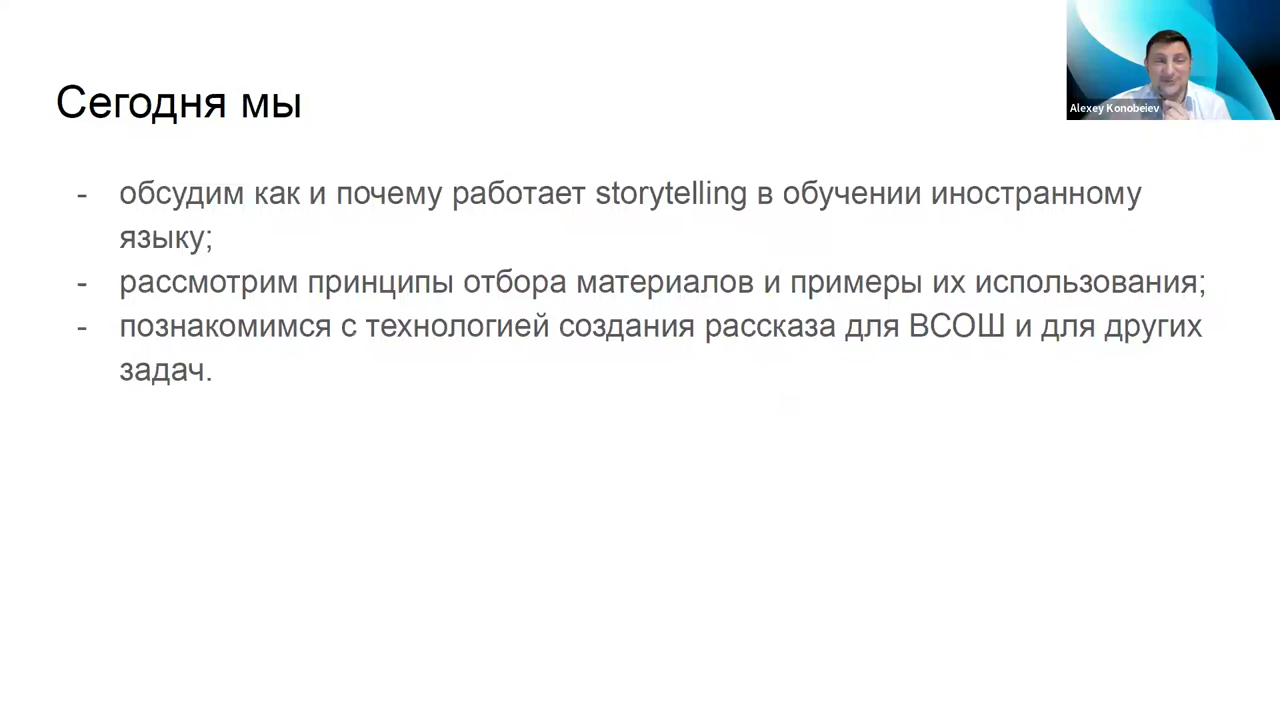 Сегодня мы
Alexey Konobeiev
- обсудим как и почему работает storytelling в обучении иностранному
языку;
- рассмотрим принципы отбора материалов и примеры их использования;
- познакомимся с технологией создания рассказа для ВСОШ и для других
задач.